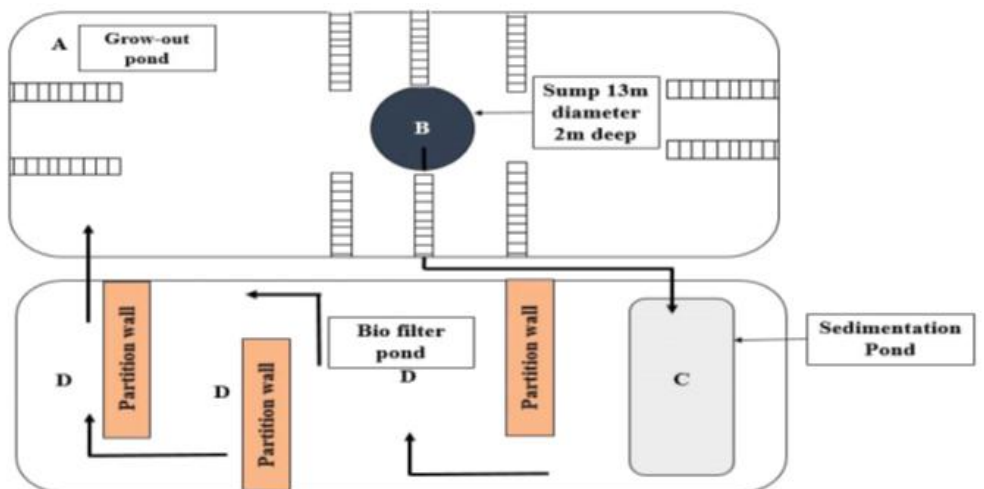 A
Grow-out
pond
B
Sump 13m
diameter
2m deep
Partition wall
Bio filter
pond
Partition wall
Sedimentation
Pond
D
D
D
Partition wall
C